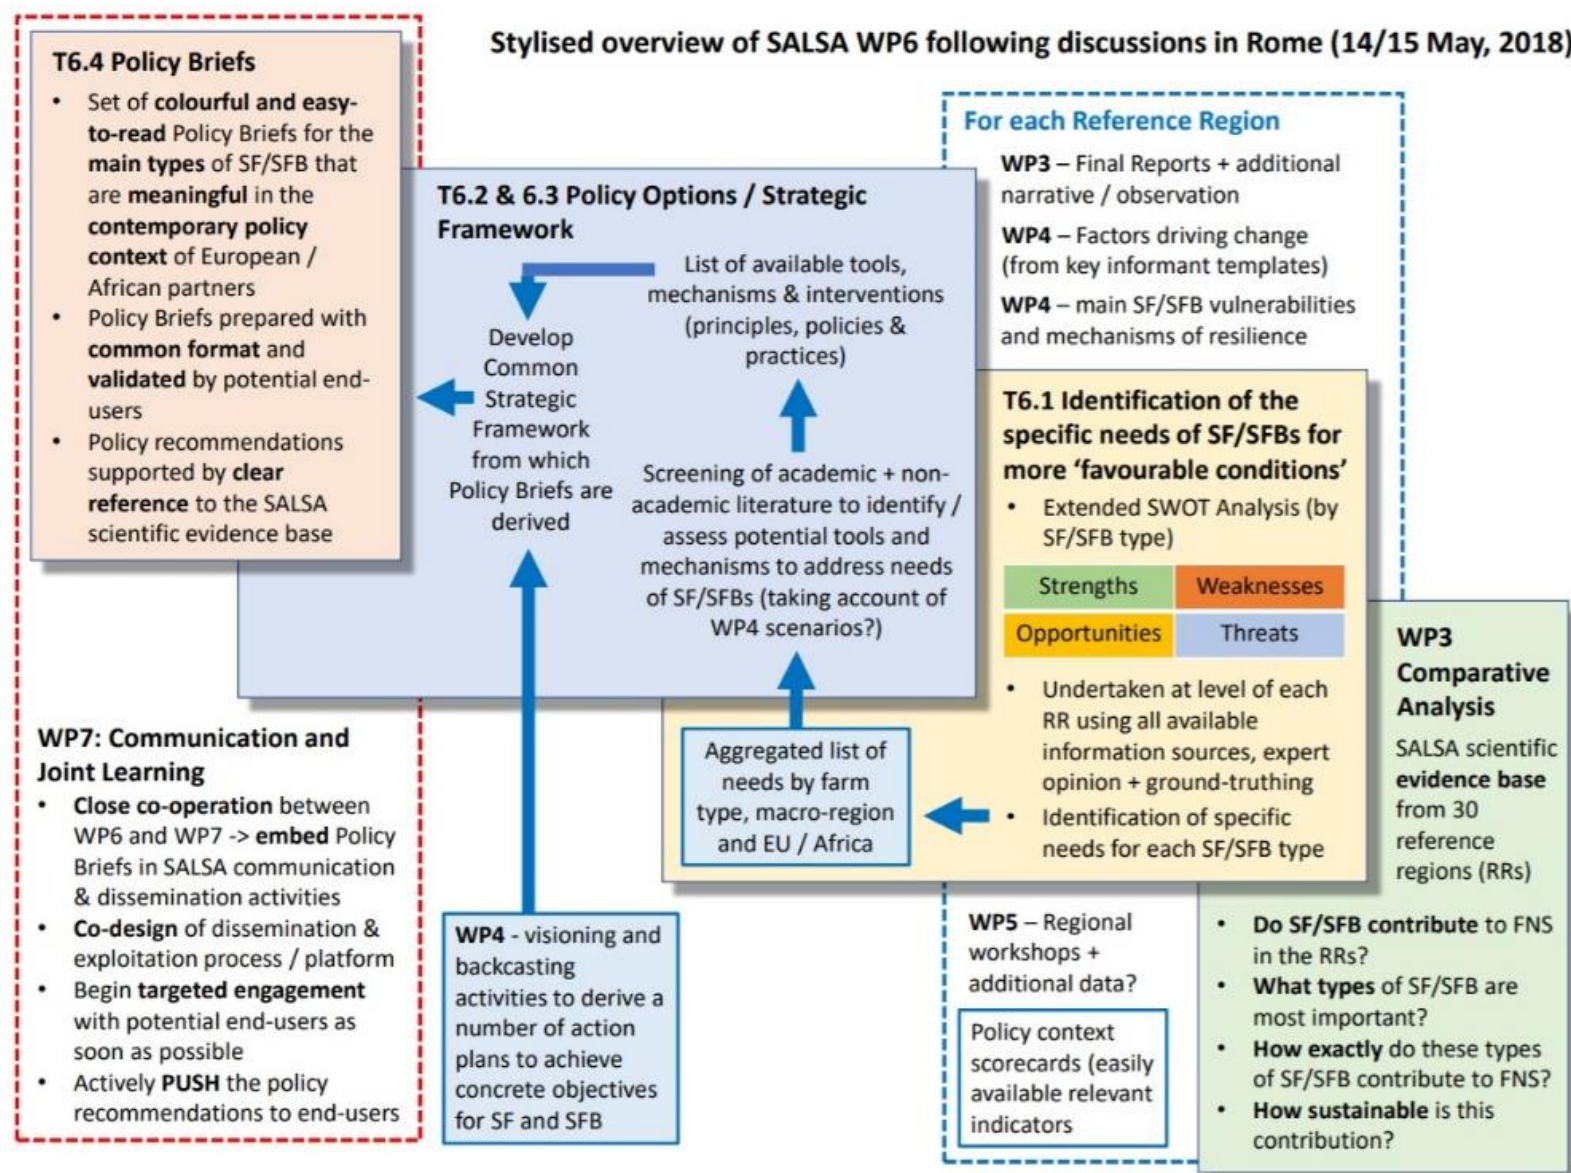 Stylised overview of SALSA WP6 following discussions in Rome (14/15 May, 2018)
T6.4 Policy Briefs
• Set of colourful and easy-
to-read Policy Briefs for the
main types of SF/SFB that
are meaningful in the
contemporary policy
context of European /
African partners
• Policy Briefs prepared with
common format and
validated by potential end-
users
• Policy recommendations
supported by clear
reference to the SALSA
scientific evidence base
T6.2 & 6.3 Policy Options / Strategic
Framework
List of available tools,
mechanisms & interventions
(principles, policies &
practices)
Develop
Common
Strategic
Framework
from which
Policy Briefs are
derived
Screening of academic + non-
academic literature to identify /
assess potential tools and
mechanisms to address needs
of SF/SFBs (taking account of
WP4 scenarios?)
For each Reference Region
WP3 – Final Reports + additional
narrative / observation
WP4 – Factors driving change
(from key informant templates)
WP4 – main SF/SFB vulnerabilities
and mechanisms of resilience
T6.1 Identification of the
specific needs of SF/SFBs for
more ‘favourable conditions’
• Extended SWOT Analysis (by
SF/SFB type)
Strengths
Weaknesses
Opportunities
Threats
• Undertaken at level of each
RR using all available
information sources, expert
opinion + ground-truthing
• Identification of specific
needs for each SF/SFB type
Aggregated list of
needs by farm
type, macro-region
and EU / Africa
WP3
Comparative
Analysis
SALSA scientific
evidence base
from 30
reference
regions (RRs)
• Do SF/SFB contribute to FNS
in the RRs?
• What types of SF/SFB are
most important?
• How exactly do these types
of SF/SFB contribute to FNS?
• How sustainable is this
contribution?
WP7: Communication and
Joint Learning
• Close co-operation between
WP6 and WP7 -> embed Policy
Briefs in SALSA communication
& dissemination activities
• Co-design of dissemination &
exploitation process / platform
• Begin targeted engagement
with potential end-users as
soon as possible
• Actively PUSH the policy
recommendations to end-users
WP4 - visioning and
backcasting
activities to derive a
number of action
plans to achieve
concrete objectives
for SF and SFB
WP5 – Regional
workshops +
additional data?
Policy context
scorecards (easily
available relevant
indicators